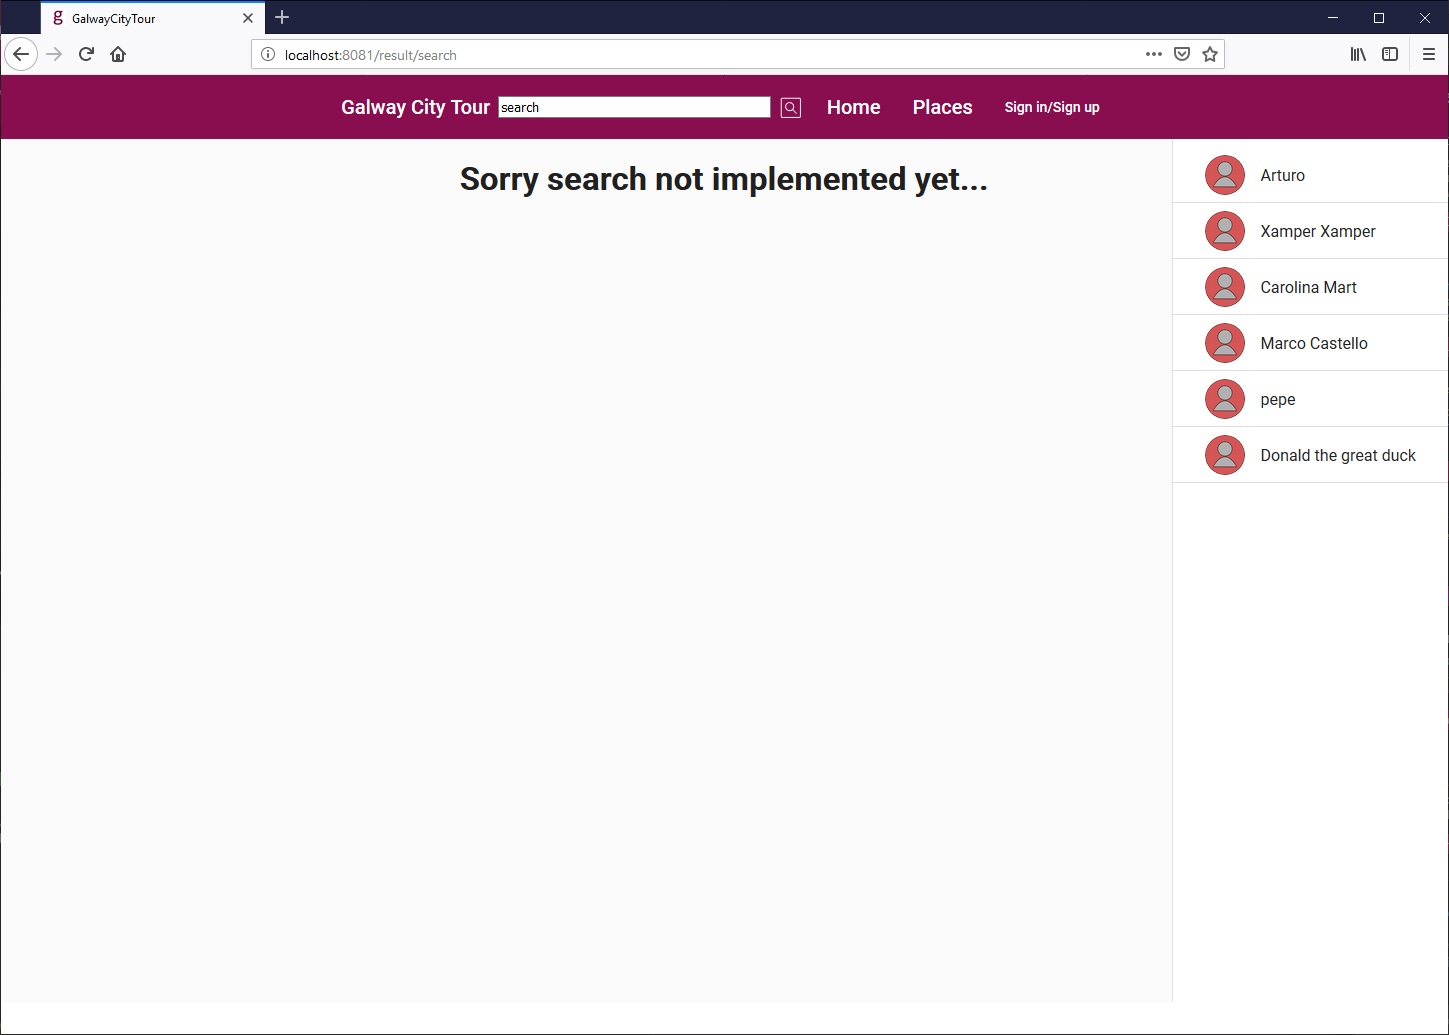 g GalwayCityTour
localhost:8081/result/search
Galway City Tour search Home Places Sign in/Sign up
Sorry search not implemented yet...
Arturo
Xamper Xamper
Carolina Mart
Marco Castello
pepe
Donald the great duck